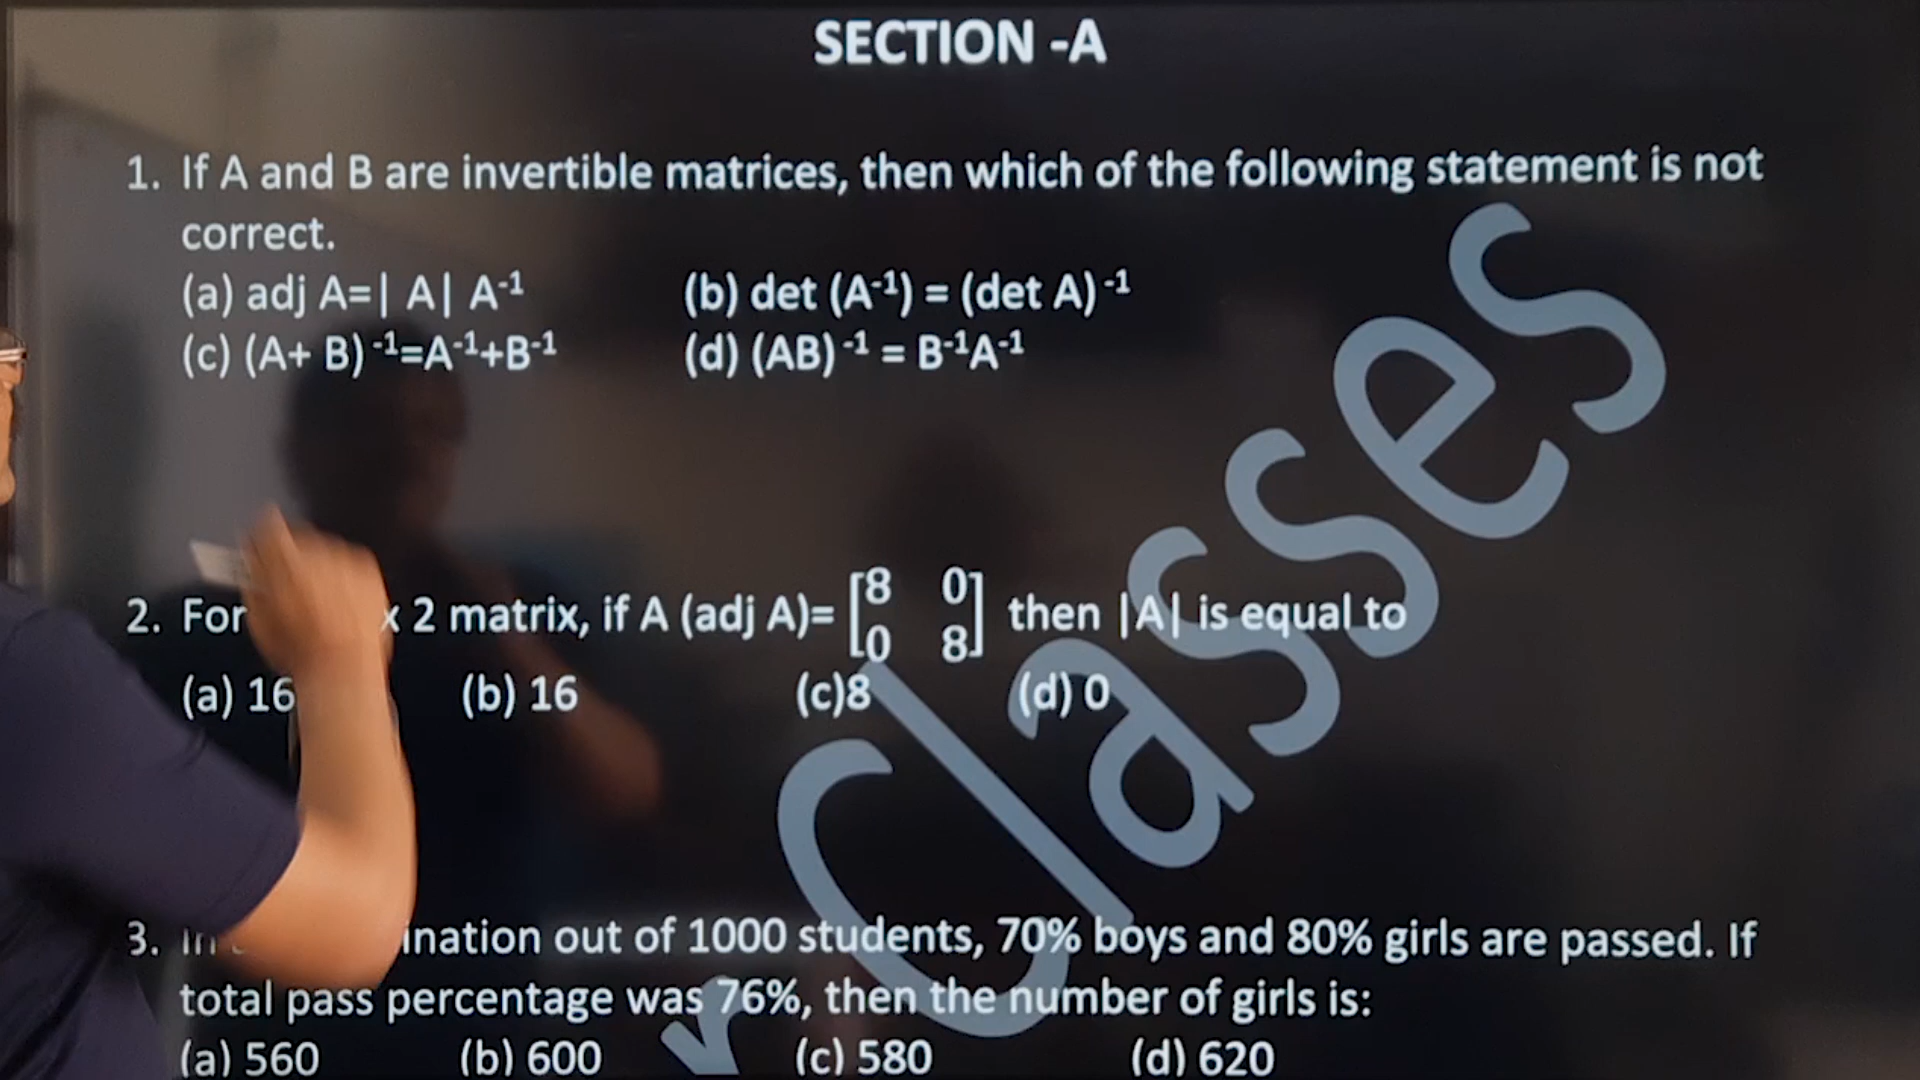 SECTION -A
1. If A and B are invertible matrices, then which of the following statement is not
correct.
(a) adj A=| A| A-1 (b) det (A-1) = (det A) -1
(c) (A+ B) -1=A-1+B-1 (d) (AB) -1 = B-1A-1
2. For x 2 matrix, if A (adj A)= [8 0 0 8] then |A| is equal to
(a) 16 (b) 16 (c)8 (d) 0
3. In ination out of 1000 students, 70% boys and 80% girls are passed. If
total pass percentage was 76%, then the number of girls is:
(a) 560 (b) 600 (c) 580 (d) 620
r Classes